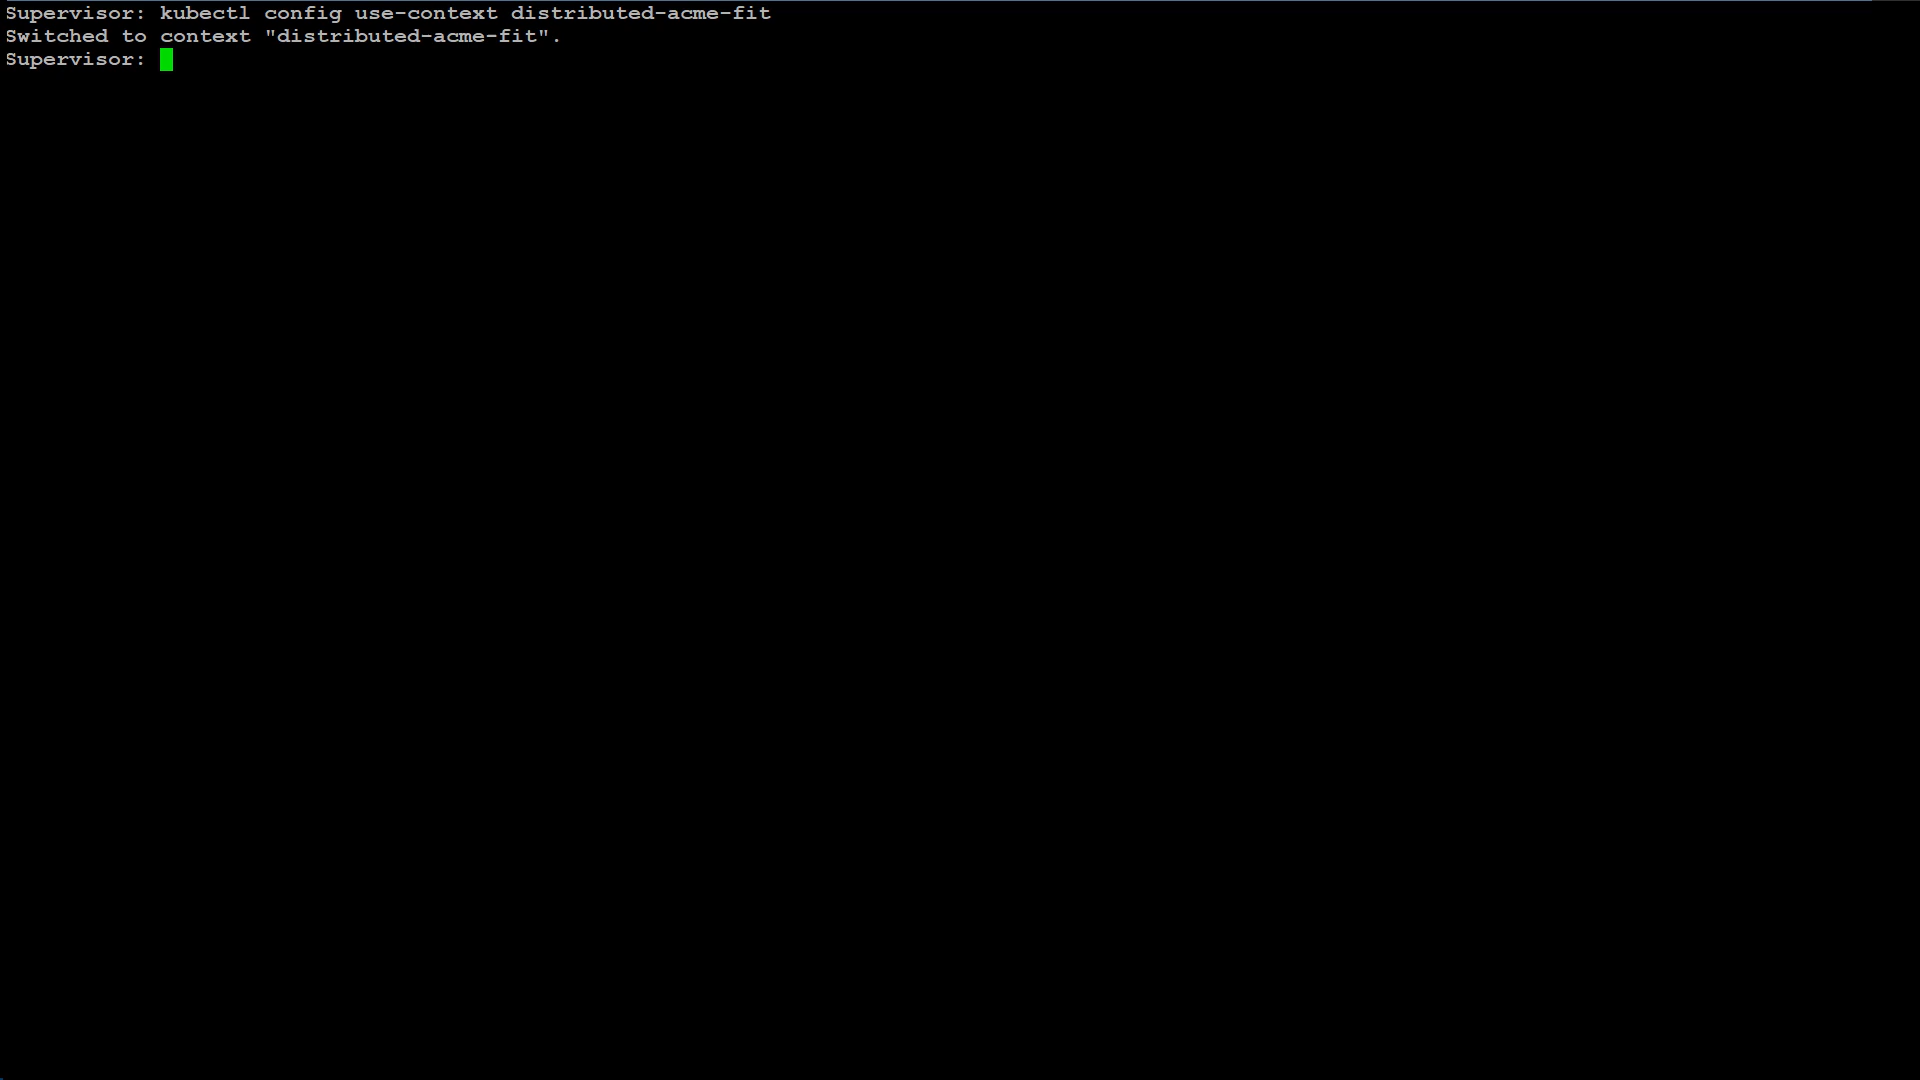 Supervisor: kubectl config use-context distributed-acme-fit
Switched to context "distributed-acme-fit".
Supervisor: